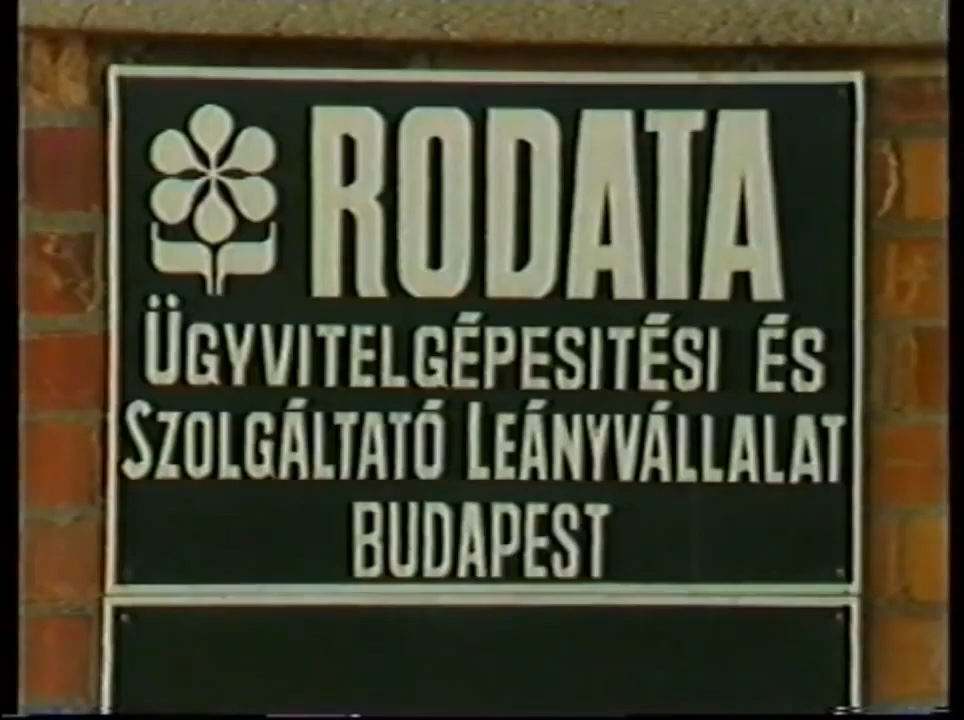 RODATA
ÜGYVITELGÉPESITÉSI ÉS
SZOLGÁLTATÓ LEÁNYVÁLLALAT
BUDAPEST